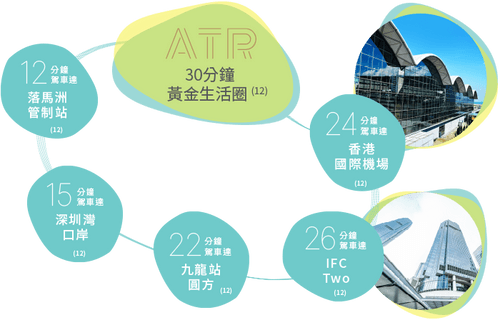 ATR
30分鐘
黃金生活圈 (12)
12 分鐘
駕車達
落馬洲
管制站
(12)
24 分鐘
駕車達
香港
國際機場
(12)
15 分鐘
駕車達
深圳灣
口岸
(12)
22 分鐘
駕車達
九龍站
圓方 (12)
26 分鐘
駕車達
IFC
Two
(12)